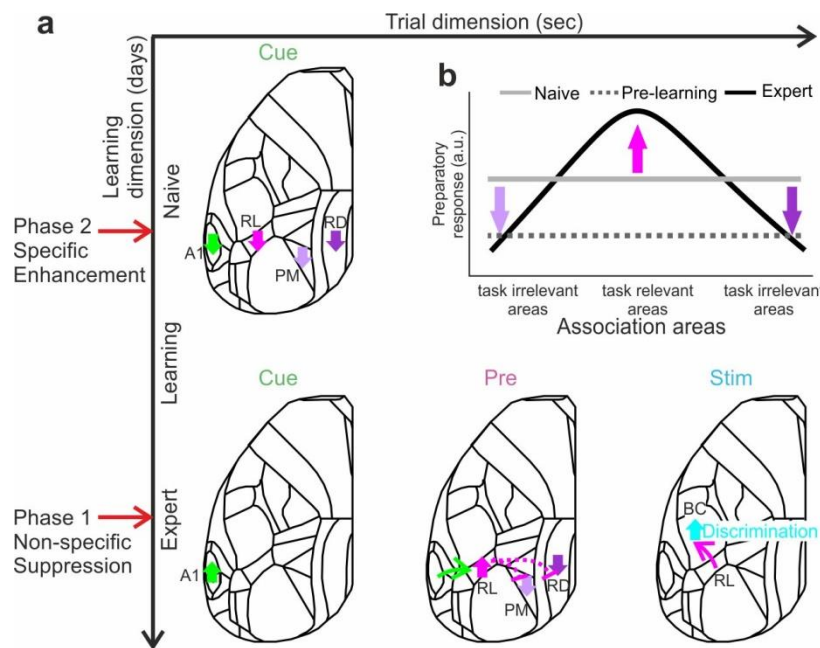 a
Trial dimension (sec)
Learning
dimension (days)
Cue
Naive
Phase 2
Specific
Enhancement
A1
RL
PM
RD
b
Naive
Pre-learning
Expert
Preparatory
response (a.u.)
task irrelevant
areas
task relevant
areas
task irrelevant
areas
Association areas
Learning
Cue
Pre
Stim
Expert
Phase 1
Non-specific
Suppression
A1
RL
PM
RD
BC
Discrimination
RL